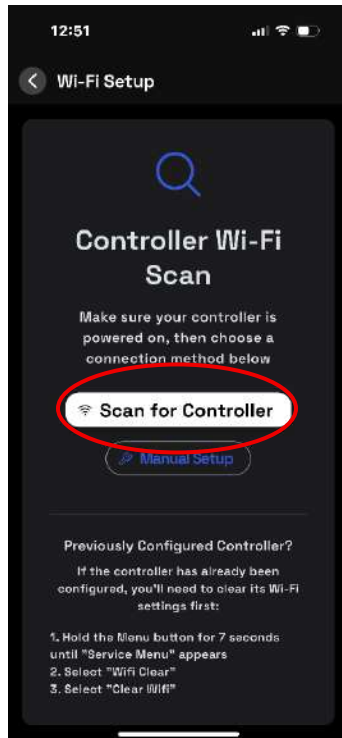 12:51
Wi-Fi Setup
Controller Wi-Fi
Scan
Make sure your controller is
powered on, then choose a
connection method below
Scan for Controller
Manual Setup
Previously Configured Controller?
If the controller has already been
configured, you'll need to clear its Wi-Fi
settings first:
1. Hold the Menu button for 7 seconds
until "Service Menu" appears
2. Select "Wifi Clear"
3. Select "Clear Wifi"